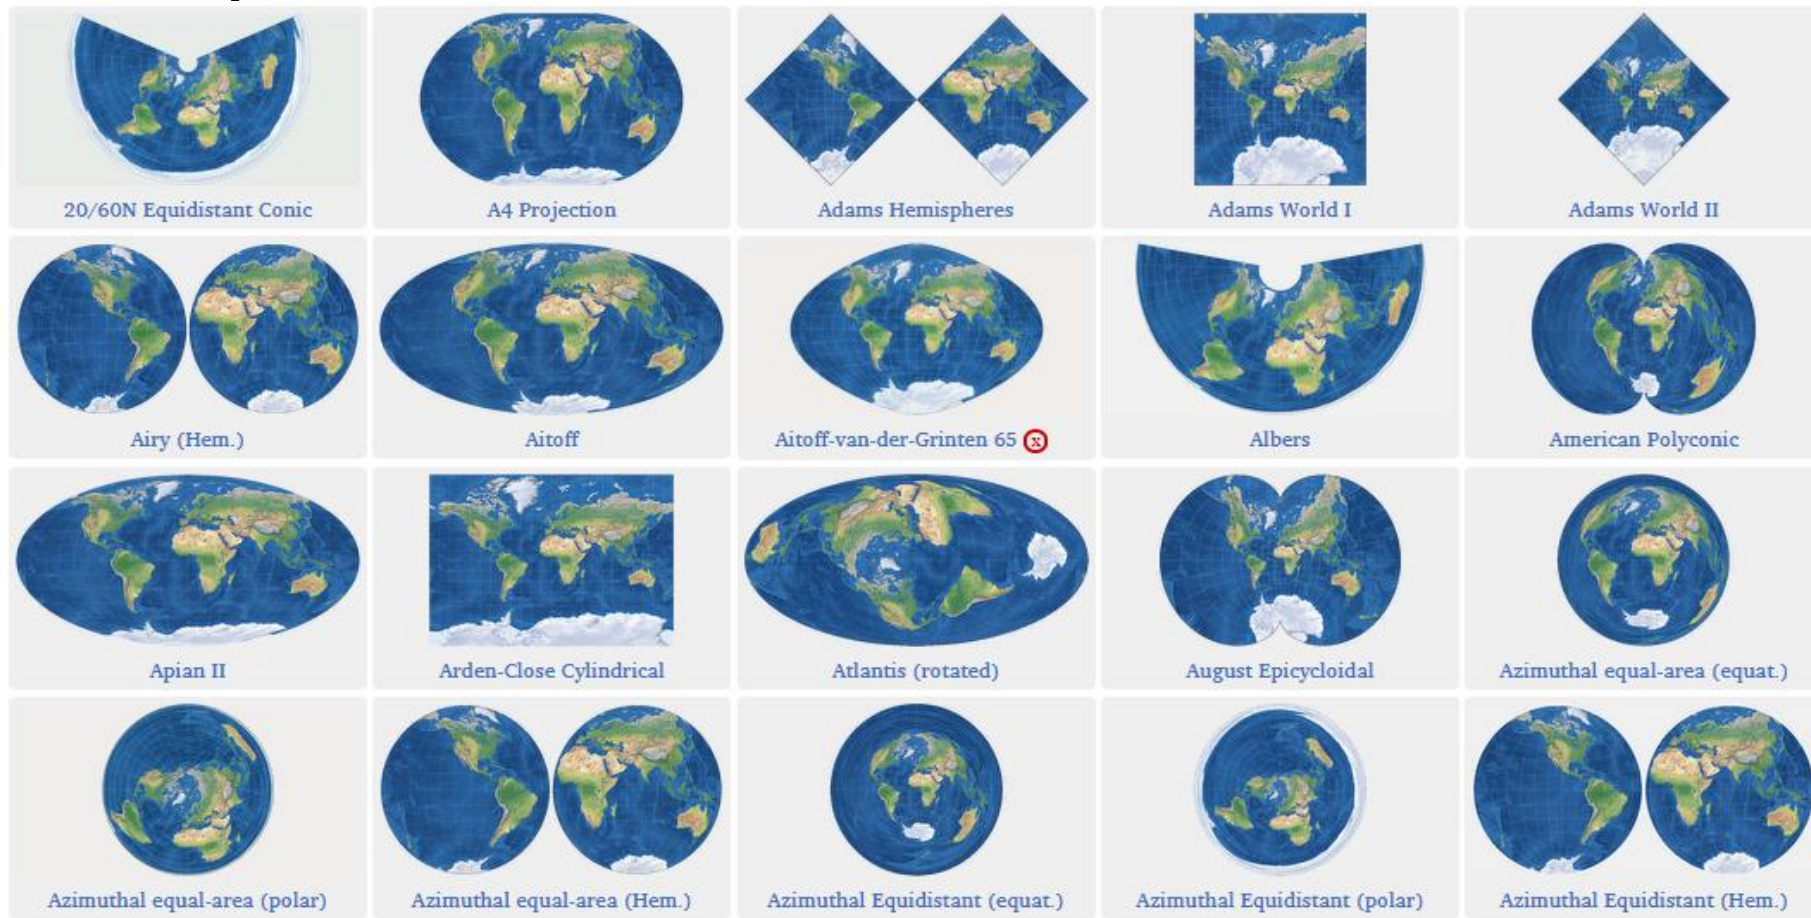 20/60N Equidistant Conic
A4 Projection
Adams Hemispheres
Adams World I
Adams World II
Airy (Hem.)
Aitoff
Aitoff-van-der-Grinten 65 x
Albers
American Polyconic
Apian II
Arden-Close Cylindrical
Atlantis (rotated)
August Epicycloidal
Azimuthal equal-area (equat.)
Azimuthal equal-area (polar)
Azimuthal equal-area (Hem.)
Azimuthal Equidistant (equat.)
Azimuthal Equidistant (polar)
Azimuthal Equidistant (Hem.)